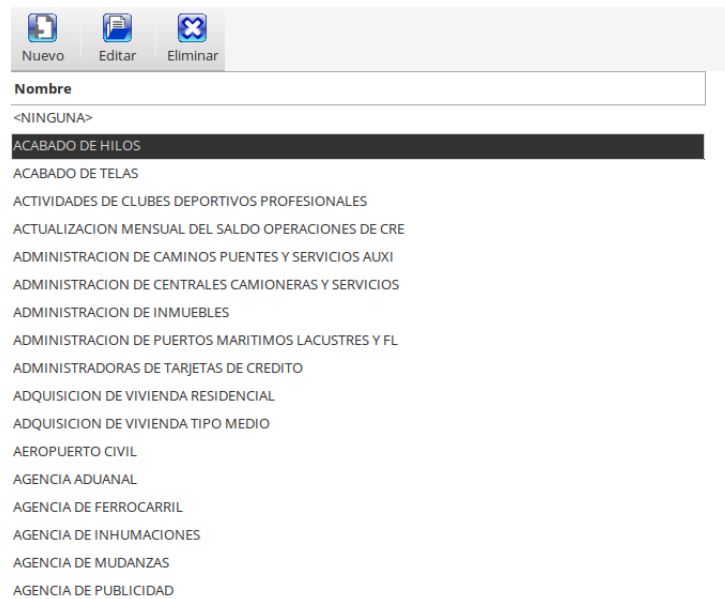 Nuevo Editar Eliminar
Nombre
<NINGUNA>
ACABADO DE HILOS
ACABADO DE TELAS
ACTIVIDADES DE CLUBES DEPORTIVOS PROFESIONALES
ACTUALIZACION MENSUAL DEL SALDO OPERACIONES DE CRE
ADMINISTRACION DE CAMINOS PUENTES Y SERVICIOS AUXI
ADMINISTRACION DE CENTRALES CAMIONERAS Y SERVICIOS
ADMINISTRACION DE INMUEBLES
ADMINISTRACION DE PUERTOS MARITIMOS LACUSTRES Y FL
ADMINISTRADORAS DE TARJETAS DE CREDITO
ADQUISICION DE VIVIENDA RESIDENCIAL
ADQUISICION DE VIVIENDA TIPO MEDIO
AEROPUERTO CIVIL
AGENCIA ADUANAL
AGENCIA DE FERROCARRIL
AGENCIA DE INHUMACIONES
AGENCIA DE MUDANZAS
AGENCIA DE PUBLICIDAD